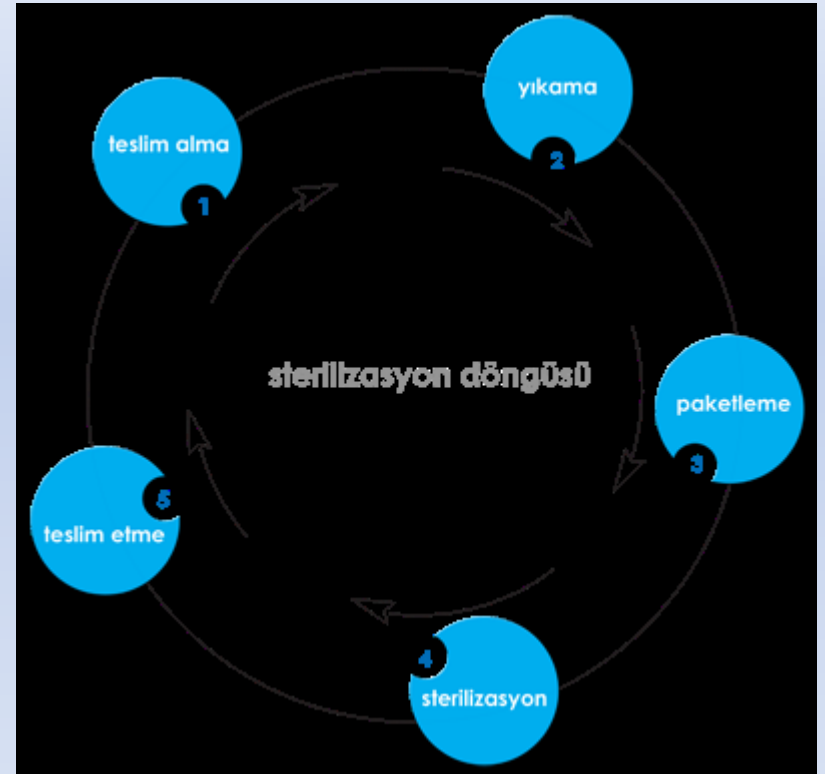 teslim alma
1
yıkama
2
paketleme
3
sterilizasyon
4
teslim etme
5
sterilizasyon döngüsü